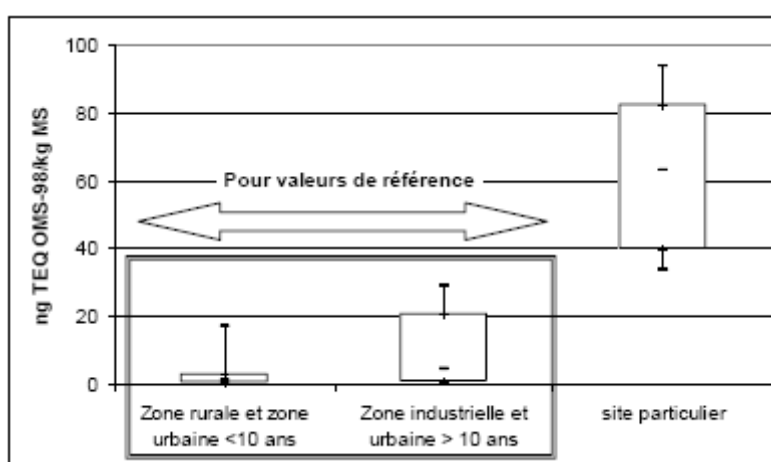 ng TEQ OMS-98/kg MS
100
80
60
40
20
0
Pour valeurs de référence
Zone rurale et zone
urbaine <10 ans
Zone industrielle et
urbaine > 10 ans
site particulier